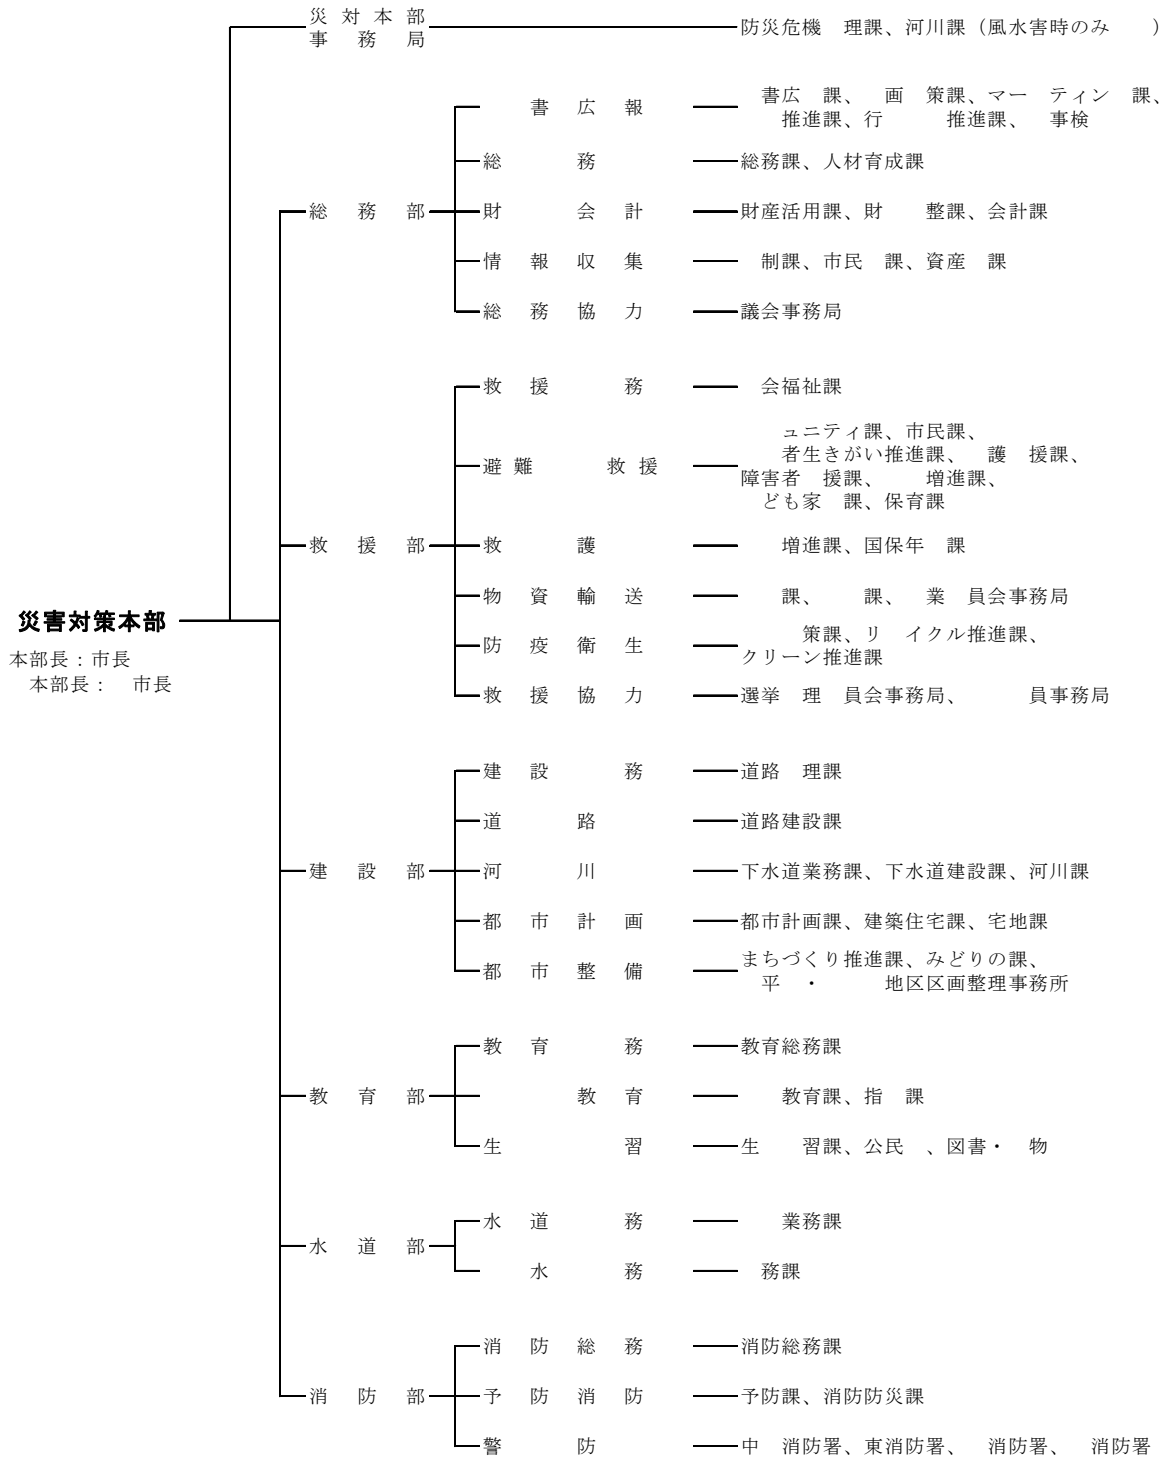 災対本部
事務局
防災危機　理課、河川課（風水害時のみ　　）
書広報
書広　課、　画　策課、マー　ティン　課、
推進課、行　　　推進課、　事検
総　　務
総務課、人材育成課
総務部
財　会計
財産活用課、財　　整課、会計課
情報収集
制課、市民　課、資産　課
総務協力
議会事務局
救援　務
会福祉課
避難　　救援
ュニティ課、市民課、
者生きがい推進課、　護　援課、
障害者　援課、　　増進課、
ども家　課、保育課
救援部
救　　護
増進課、国保年　課
物資輸送
課、　　課、　業　員会事務局
災害対策本部
本部長：市長
本部長：　市長
防疫衛生
策課、リ　イクル推進課、
クリーン推進課
救援協力
選挙　理　員会事務局、　　　員事務局
建設　務
道路　理課
道　　路
道路建設課
建設部
河　　川
下水道業務課、下水道建設課、河川課
都市計画
都市計画課、建築住宅課、宅地課
都市整備
まちづくり推進課、みどりの課、
平　・　　　地区区画整理事務所
教育　務
教育総務課
教育部
教育
教育課、指　課
生　　習
生　　習課、公民　、図書・　物
水道　務
業務課
水道部
水　務
務課
消防総務
消防総務課
消防部
予防消防
予防課、消防防災課
警　　防
中　消防署、東消防署、　消防署、　消防署